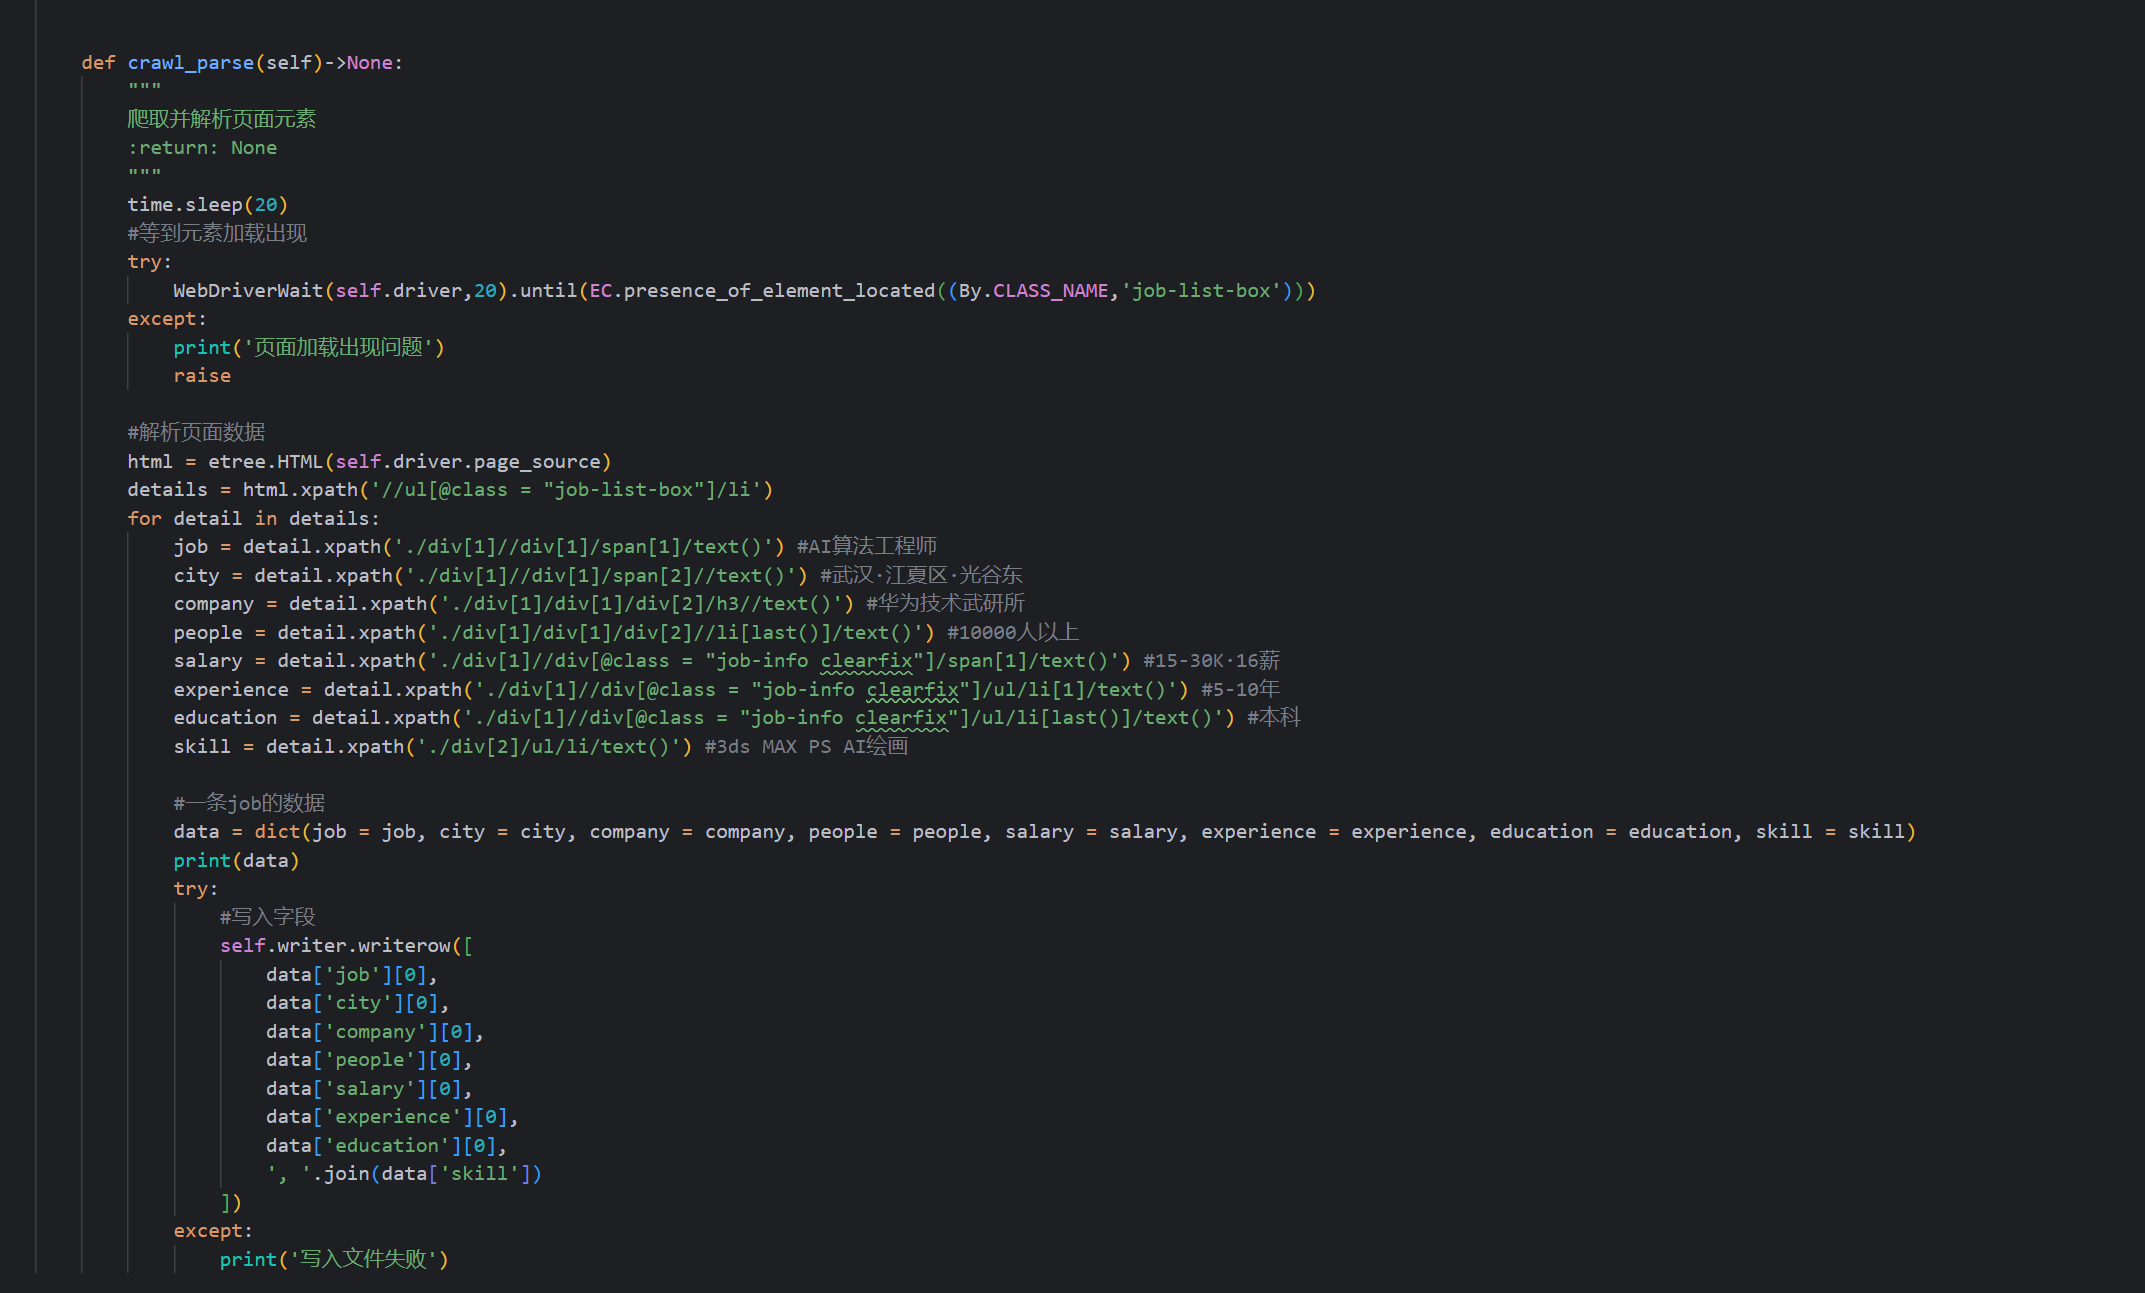 def crawl_parse(self)->None:
"""
爬取并解析页面元素
:return: None
"""
time.sleep(20)
#等到元素加载出现
try:
WebDriverWait(self.driver,20).until(EC.presence_of_element_located((By.CLASS_NAME,'job-list-box')))
except:
print('页面加载出现问题')
raise
#解析页面数据
html = etree.HTML(self.driver.page_source)
details = html.xpath('//ul[@class = "job-list-box"]/li')
for detail in details:
job = detail.xpath('./div[1]//div[1]/span[1]/text()') #AI算法工程师
city = detail.xpath('./div[1]//div[1]/span[2]//text()') #武汉·江夏区·光谷东
company = detail.xpath('./div[1]/div[1]/div[2]/h3//text()') #华为技术武研所
people = detail.xpath('./div[1]/div[1]/div[2]//li[last()]/text()') #10000人以上
salary = detail.xpath('./div[1]//div[@class = "job-info clearfix"]/span[1]/text()') #15-30K·16薪
experience = detail.xpath('./div[1]//div[@class = "job-info clearfix"]/ul/li[1]/text()') #5-10年
education = detail.xpath('./div[1]//div[@class = "job-info clearfix"]/ul/li[last()]/text()') #本科
skill = detail.xpath('./div[2]/ul/li/text()') #3ds MAX PS AI绘画
#一条job的数据
data = dict(job = job, city = city, company = company, people = people, salary = salary, experience = experience, education = education, skill = skill)
print(data)
try:
#写入字段
self.writer.writerow([
data['job'][0],
data['city'][0],
data['company'][0],
data['people'][0],
data['salary'][0],
data['experience'][0],
data['education'][0],
', '.join(data['skill'])
])
except:
print('写入文件失败')